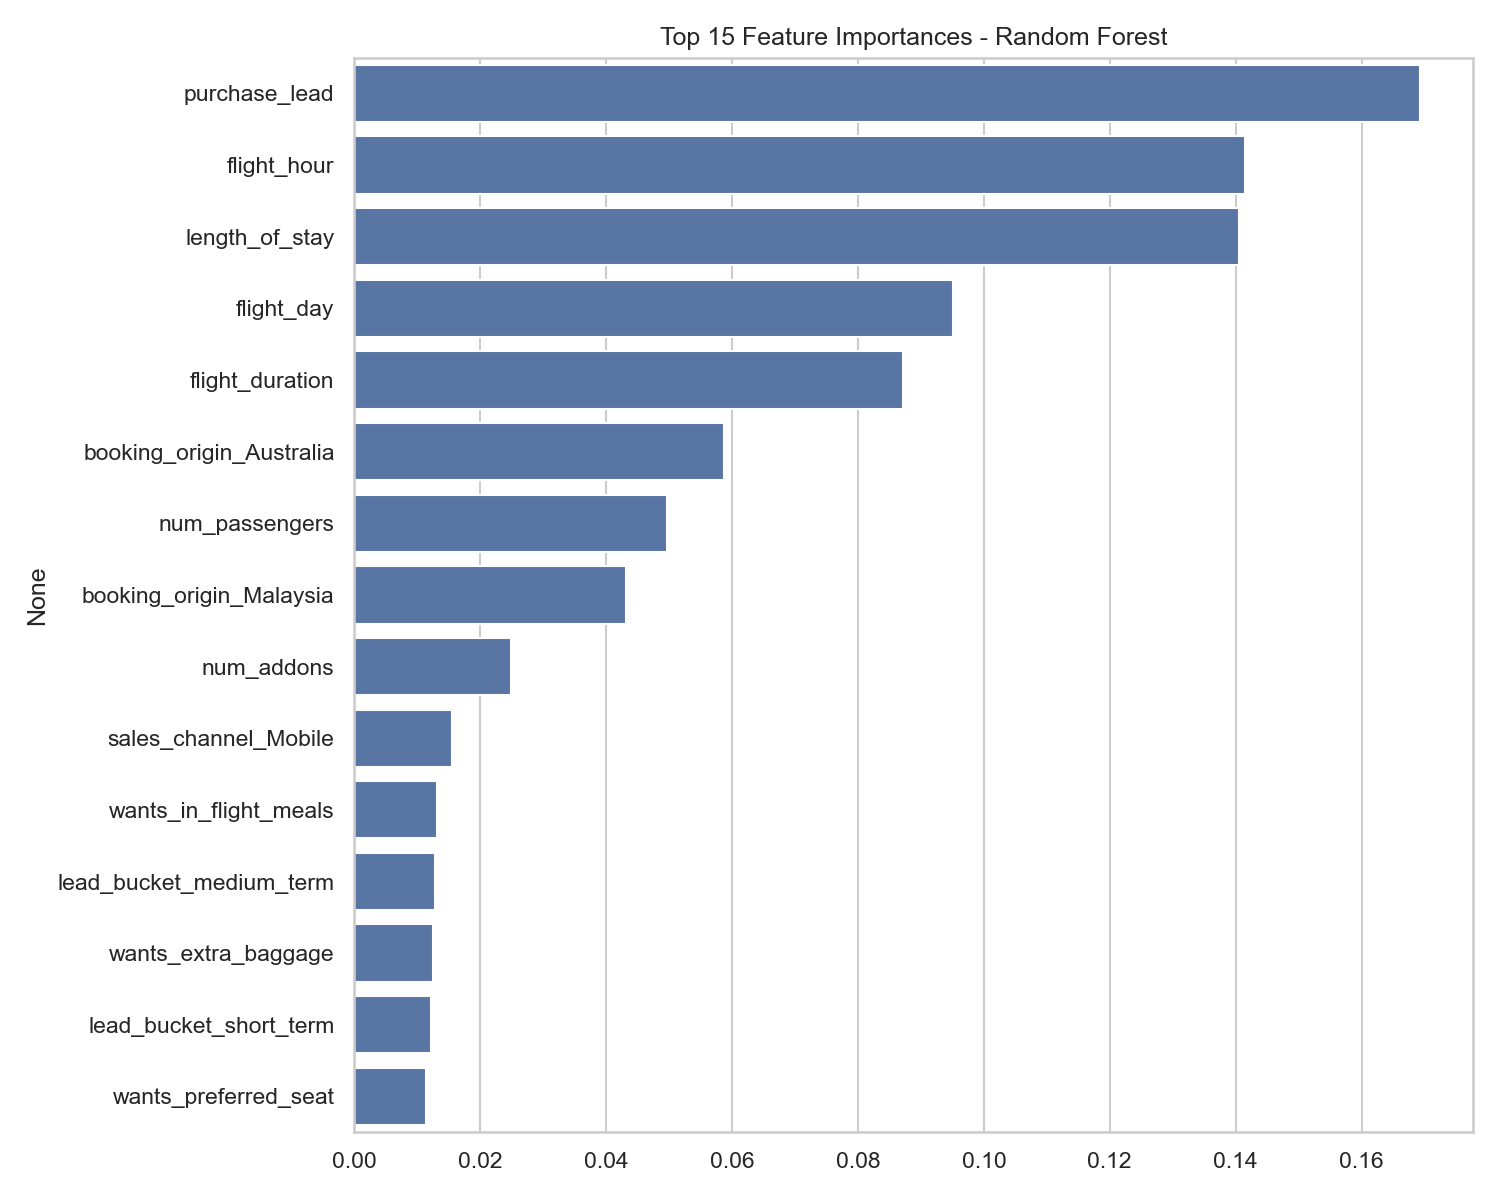 Top 15 Feature Importances - Random Forest
purchase_lead
flight_hour
length_of_stay
flight_day
flight_duration
booking_origin_Australia
num_passengers
booking_origin_Malaysia
num_addons
sales_channel_Mobile
wants_in_flight_meals
lead_bucket_medium_term
wants_extra_baggage
lead_bucket_short_term
wants_preferred_seat
None
0.00 0.02 0.04 0.06 0.08 0.10 0.12 0.14 0.16